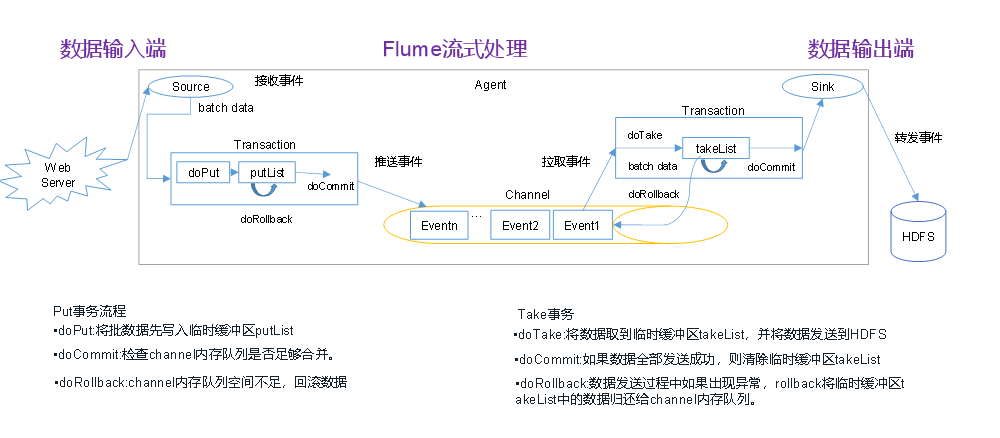 数据输入端
Flume流式处理
数据输出端
Source
接收事件
Agent
Sink
batch data
Transaction
Transaction
doTake
takeList
转发事件
Web
Server
doPut
putList
doCommit
推送事件
拉取事件
batch data
doCommit
doRollback
Channel
doRollback
Eventn
...
Event2
Event1
HDFS
Put事务流程
•doPut:将批数据先写入临时缓冲区putList
•doCommit:检查channel内存队列是否足够合并。
•doRollback:channel内存队列空间不足，回滚数据
Take事务
•doTake:将数据取到临时缓冲区takeList，并将数据发送到HDFS
•doCommit:如果数据全部发送成功，则清除临时缓冲区takeList
•doRollback:数据发送过程中如果出现异常，rollback将临时缓冲区t
akeList中的数据归还给channel内存队列。